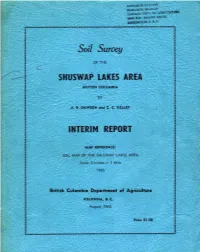 Soil Survey
OF THE
SHUSWAP LAKES AREA
BRITISH COLUMBIA
BY
A. B. DAWSON and C. C. KELLEY
INTERIM REPORT
MAP REFERENCE:
SOIL MAP OF THE SHUSWAP LAKES AREA
Scale: 2 inches = 1 Mile
1963
British Columbia Department of Agriculture
KELOWNA, B.C.
August, 1963
Price $1.00